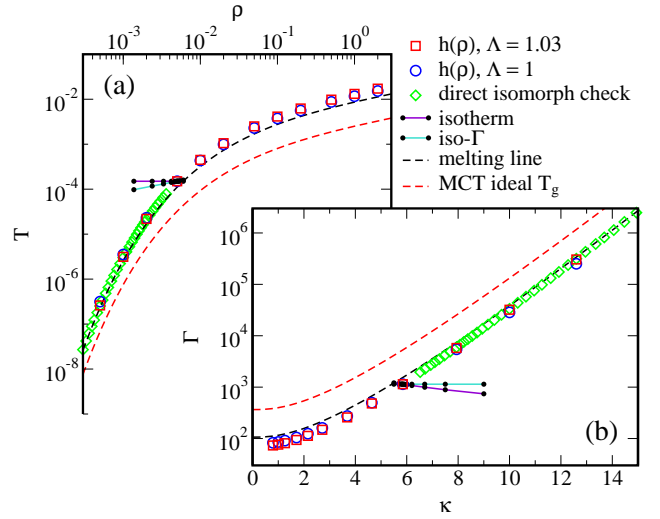 ρ
10⁻³ 10⁻² 10⁻¹ 10⁰
(a)
h(ρ), Λ = 1.03
h(ρ), Λ = 1
direct isomorph check
isotherm
iso-Γ
melting line
MCT ideal T_g
10⁻²
10⁻⁴
10⁻⁶
10⁻⁸
T
10⁶
10⁵
10⁴
10³
10²
Γ
(b)
0 2 4 6 8 10 12 14
κ